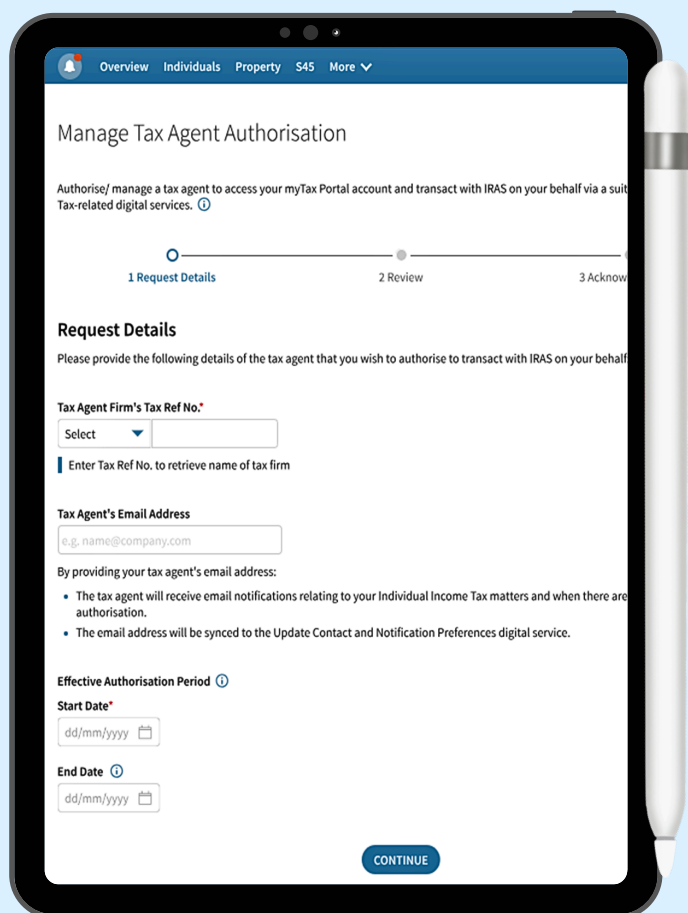 Overview Individuals Property S45 More
Manage Tax Agent Authorisation
Authorise/ manage a tax agent to access your myTax Portal account and transact with IRAS on your behalf via a suit
Tax-related digital services.
1 Request Details 2 Review 3 Acknow
Request Details
Please provide the following details of the tax agent that you wish to authorise to transact with IRAS on your behalf
Tax Agent Firm's Tax Ref No.*
Select
Enter Tax Ref No. to retrieve name of tax firm
Tax Agent's Email Address
e.g. name@company.com
By providing your tax agent's email address:
• The tax agent will receive email notifications relating to your Individual Income Tax matters and when there are
authorisation.
• The email address will be synced to the Update Contact and Notification Preferences digital service.
Effective Authorisation Period
Start Date*
dd/mm/yyyy
End Date
dd/mm/yyyy
CONTINUE